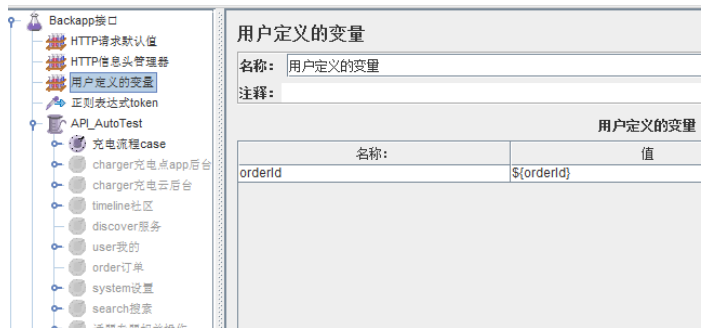 Backapp接口
HTTP请求默认值
HTTP信息头管理器
用户定义的变量
正则表达式token
API_AutoTest
充电流程case
charger充电点app后台
charger充电云后台
timeline社区
discover服务
user我的
order订单
system设置
search搜索
用户定义的变量
名称: 用户定义的变量
注释:
用户定义的变量
名称: 值
orderId ${orderId}